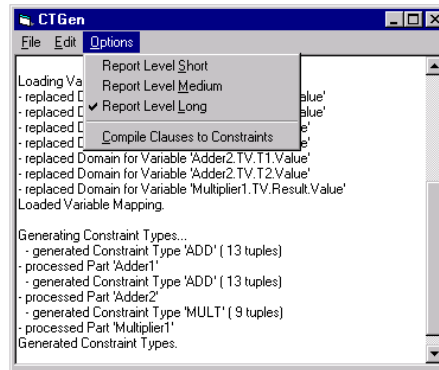 CTGen
File Edit Options
Report Level Short
Report Level Medium
Report Level Long
Compile Clauses to Constraints
Loading Va
- replaced D alue'
- replaced D alue'
- replaced D e'
- replaced D e'
- replaced Domain for Variable 'Adder2.TV.T1.Value'
- replaced Domain for Variable 'Adder2.TV.T2.Value'
- replaced Domain for Variable 'Multiplier1.TV.Result.Value'
Loaded Variable Mapping.
Generating Constraint Types...
- generated Constraint Type 'ADD' ( 13 tuples)
- processed Part 'Adder1'
- generated Constraint Type 'ADD' ( 13 tuples)
- processed Part 'Adder2'
- generated Constraint Type 'MULT' ( 9 tuples)
- processed Part 'Multiplier1'
Generated Constraint Types.